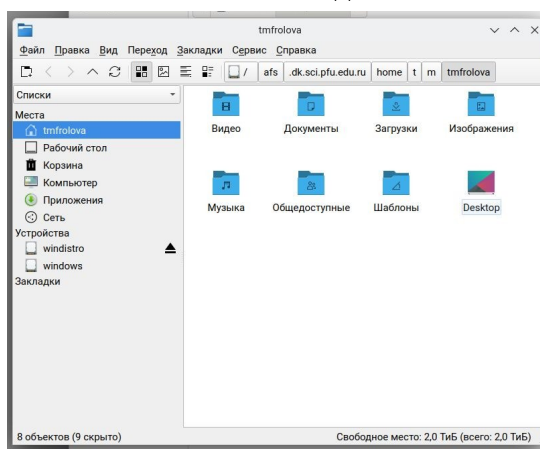 tmfrolova
Файл Правка Вид Переход Закладки Сервис Справка
/ afs .dk.sci.pfu.edu.ru home t m tmfrolova
Списки
Места
tmfrolova
Рабочий стол
Корзина
Компьютер
Приложения
Сеть
Устройства
windistro
windows
Закладки
Видео Документы Загрузки Изображения
Музыка Общедоступные Шаблоны Desktop
8 объектов (9 скрыто) Свободное место: 2,0 ТиБ (всего: 2,0 ТиБ)